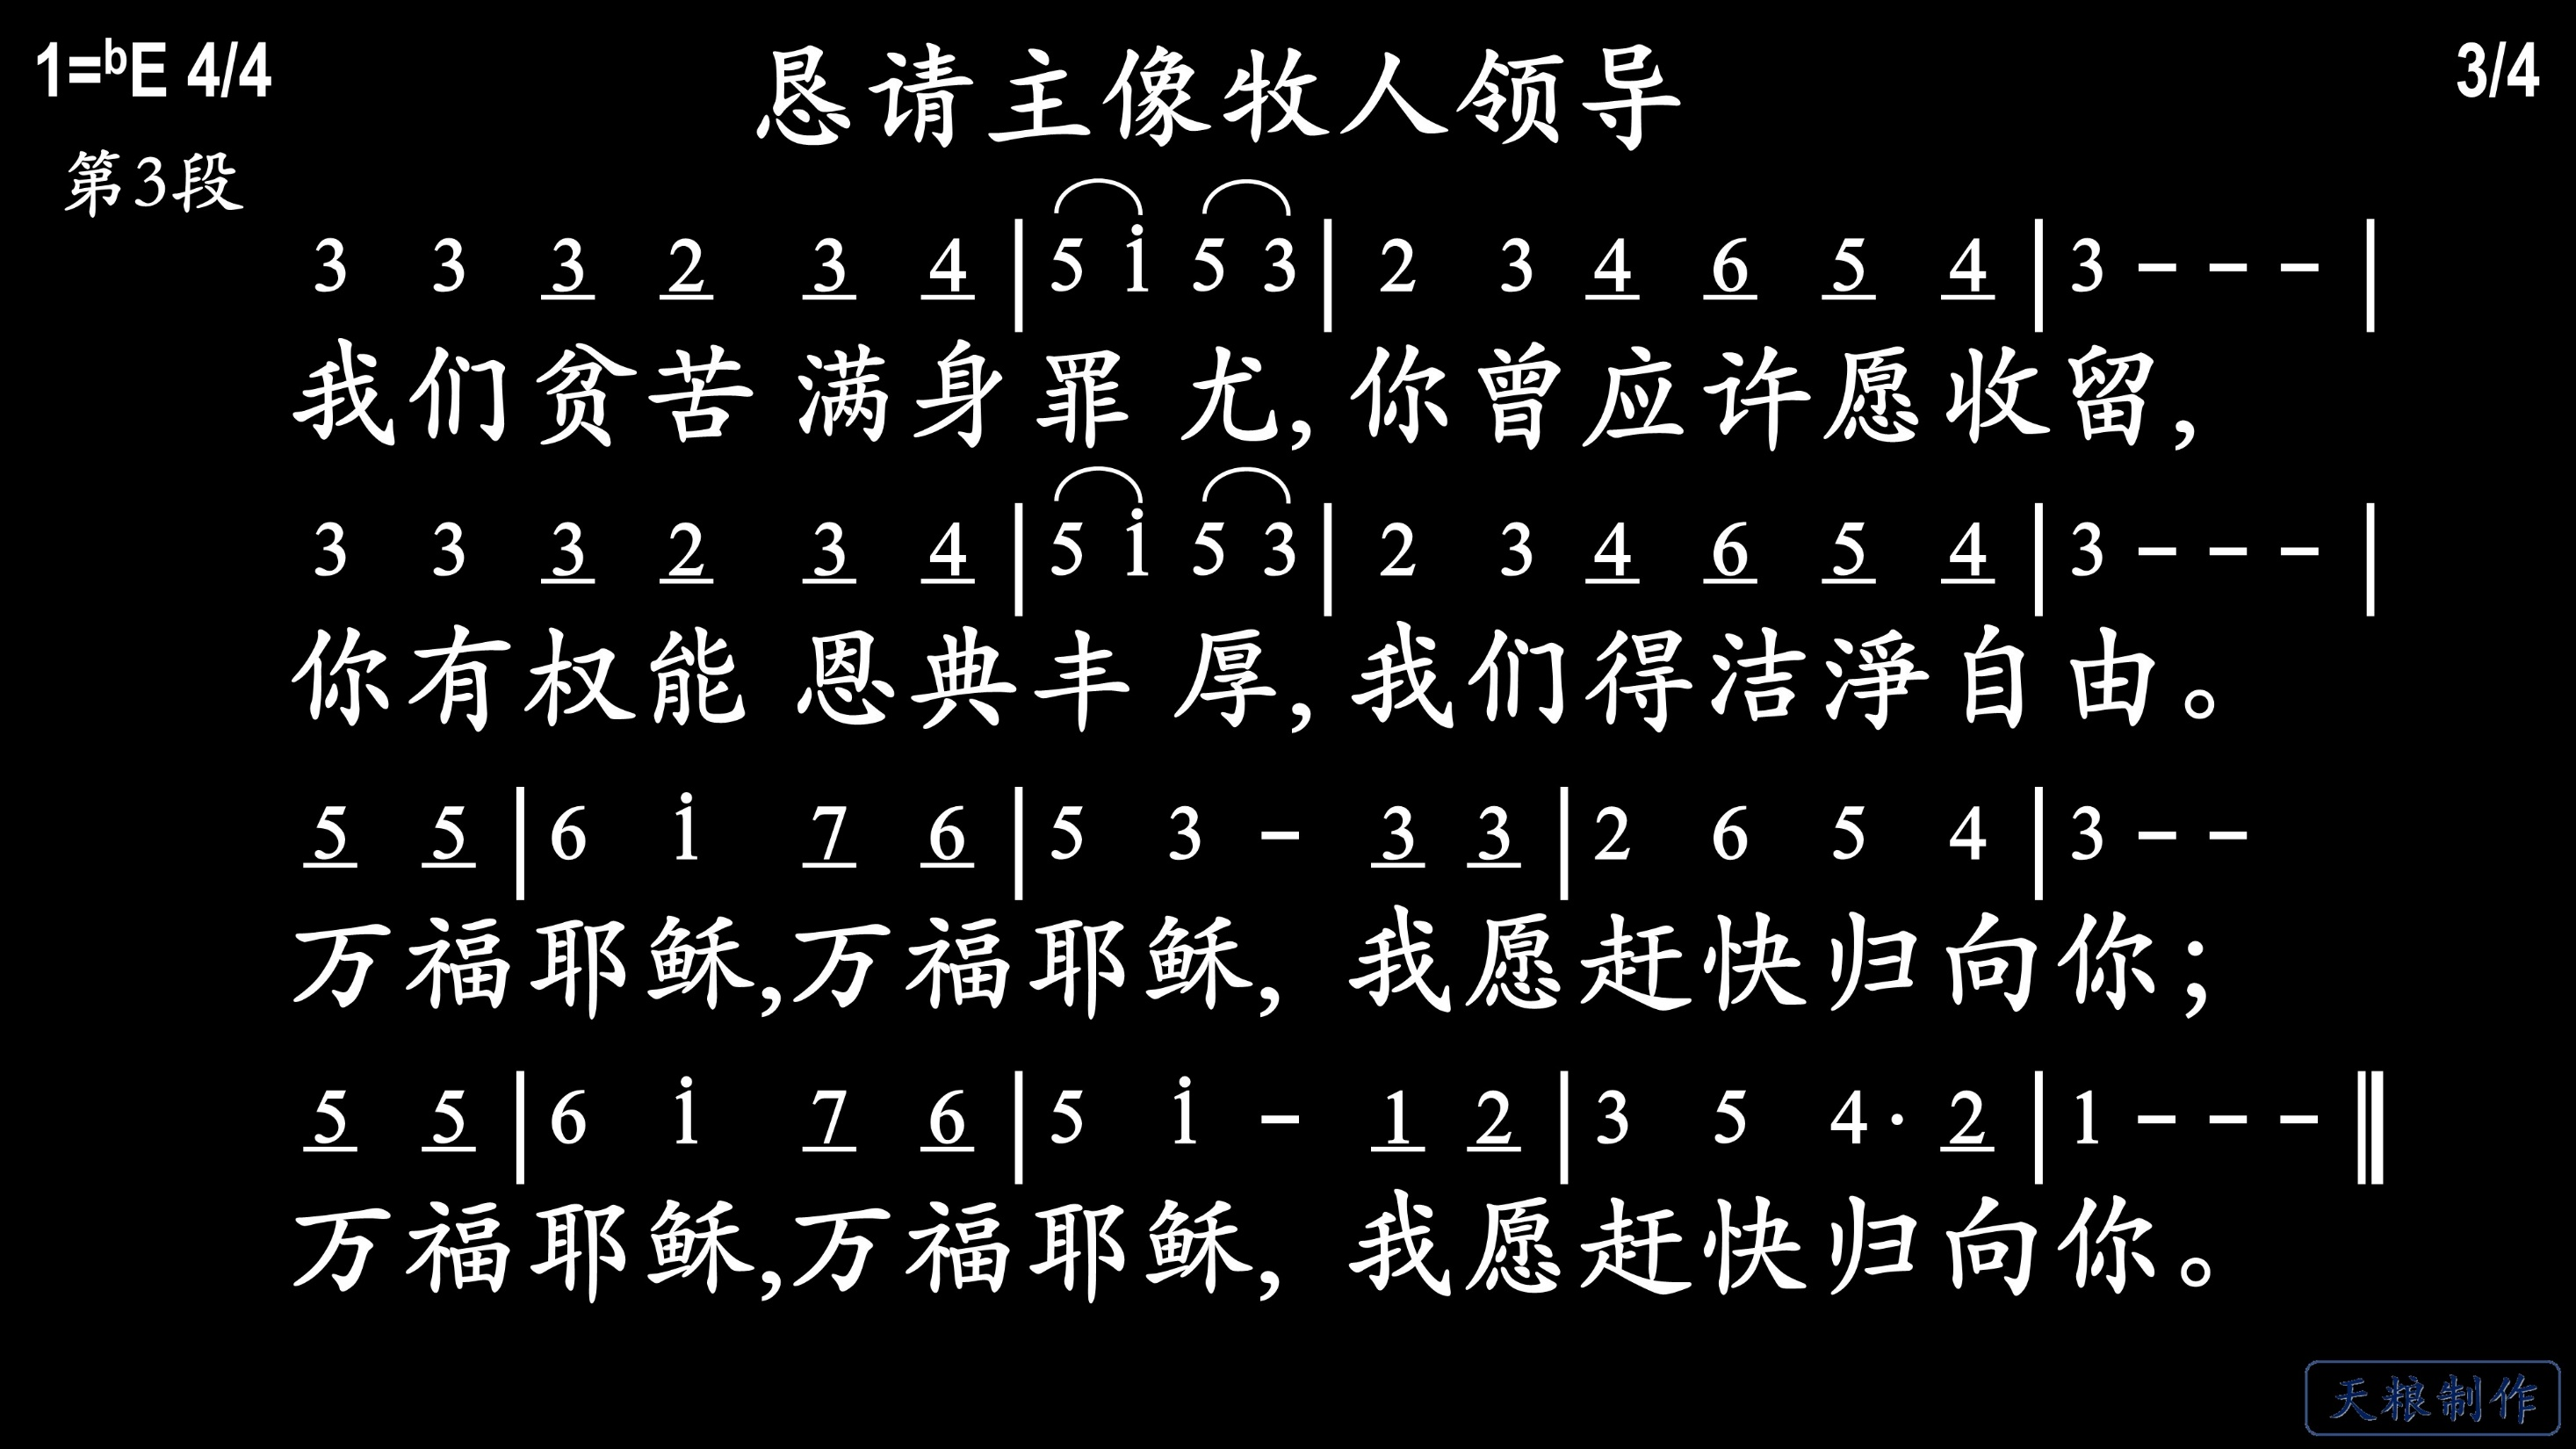 1=ᵇE 4/4
恳请主像牧人领导
3/4
第3段
3 3 3̲ 2̲ 3̲ 4̲ | 5 i 5 3 | 2 3 4̲ 6̲ 5̲ 4̲ | 3 – – – |
我们贫苦 满身罪 尤, 你曾应许愿收留,
3 3 3̲ 2̲ 3̲ 4̲ | 5 i 5 3 | 2 3 4̲ 6̲ 5̲ 4̲ | 3 – – – |
你有权能 恩典丰 厚, 我们得洁淨自由。
5̲ 5̲ | 6 i 7̲ 6̲ | 5 3 – 3̲ 3̲ | 2 6 5 4 | 3 – –
万福耶稣,万福耶稣, 我愿赶快归向你;
5̲ 5̲ | 6 i 7̲ 6̲ | 5 i – 1̲ 2̲ | 3 5 4· 2̲ | 1 – – – ‖
万福耶稣,万福耶稣, 我愿赶快归向你。
天粮制作